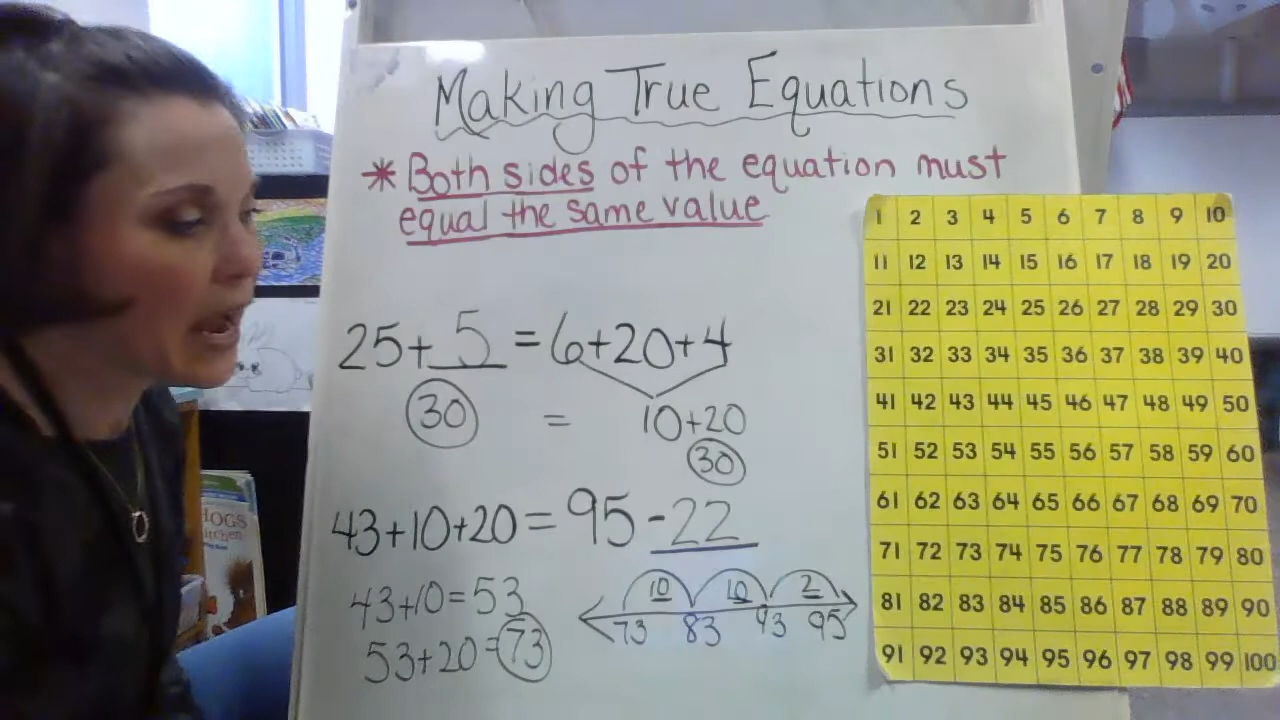 Making True Equations
* Both sides of the equation must
equal the same value
25+ 5 = 6+20+4
30 = 10+20
30
43+10+20 = 95 - 22
43+10=53
53+20=73
10 10 2
73 83 93 95
1 2 3 4 5 6 7 8 9 10
11 12 13 14 15 16 17 18 19 20
21 22 23 24 25 26 27 28 29 30
31 32 33 34 35 36 37 38 39 40
41 42 43 44 45 46 47 48 49 50
51 52 53 54 55 56 57 58 59 60
61 62 63 64 65 66 67 68 69 70
71 72 73 74 75 76 77 78 79 80
81 82 83 84 85 86 87 88 89 90
91 92 93 94 95 96 97 98 99 100